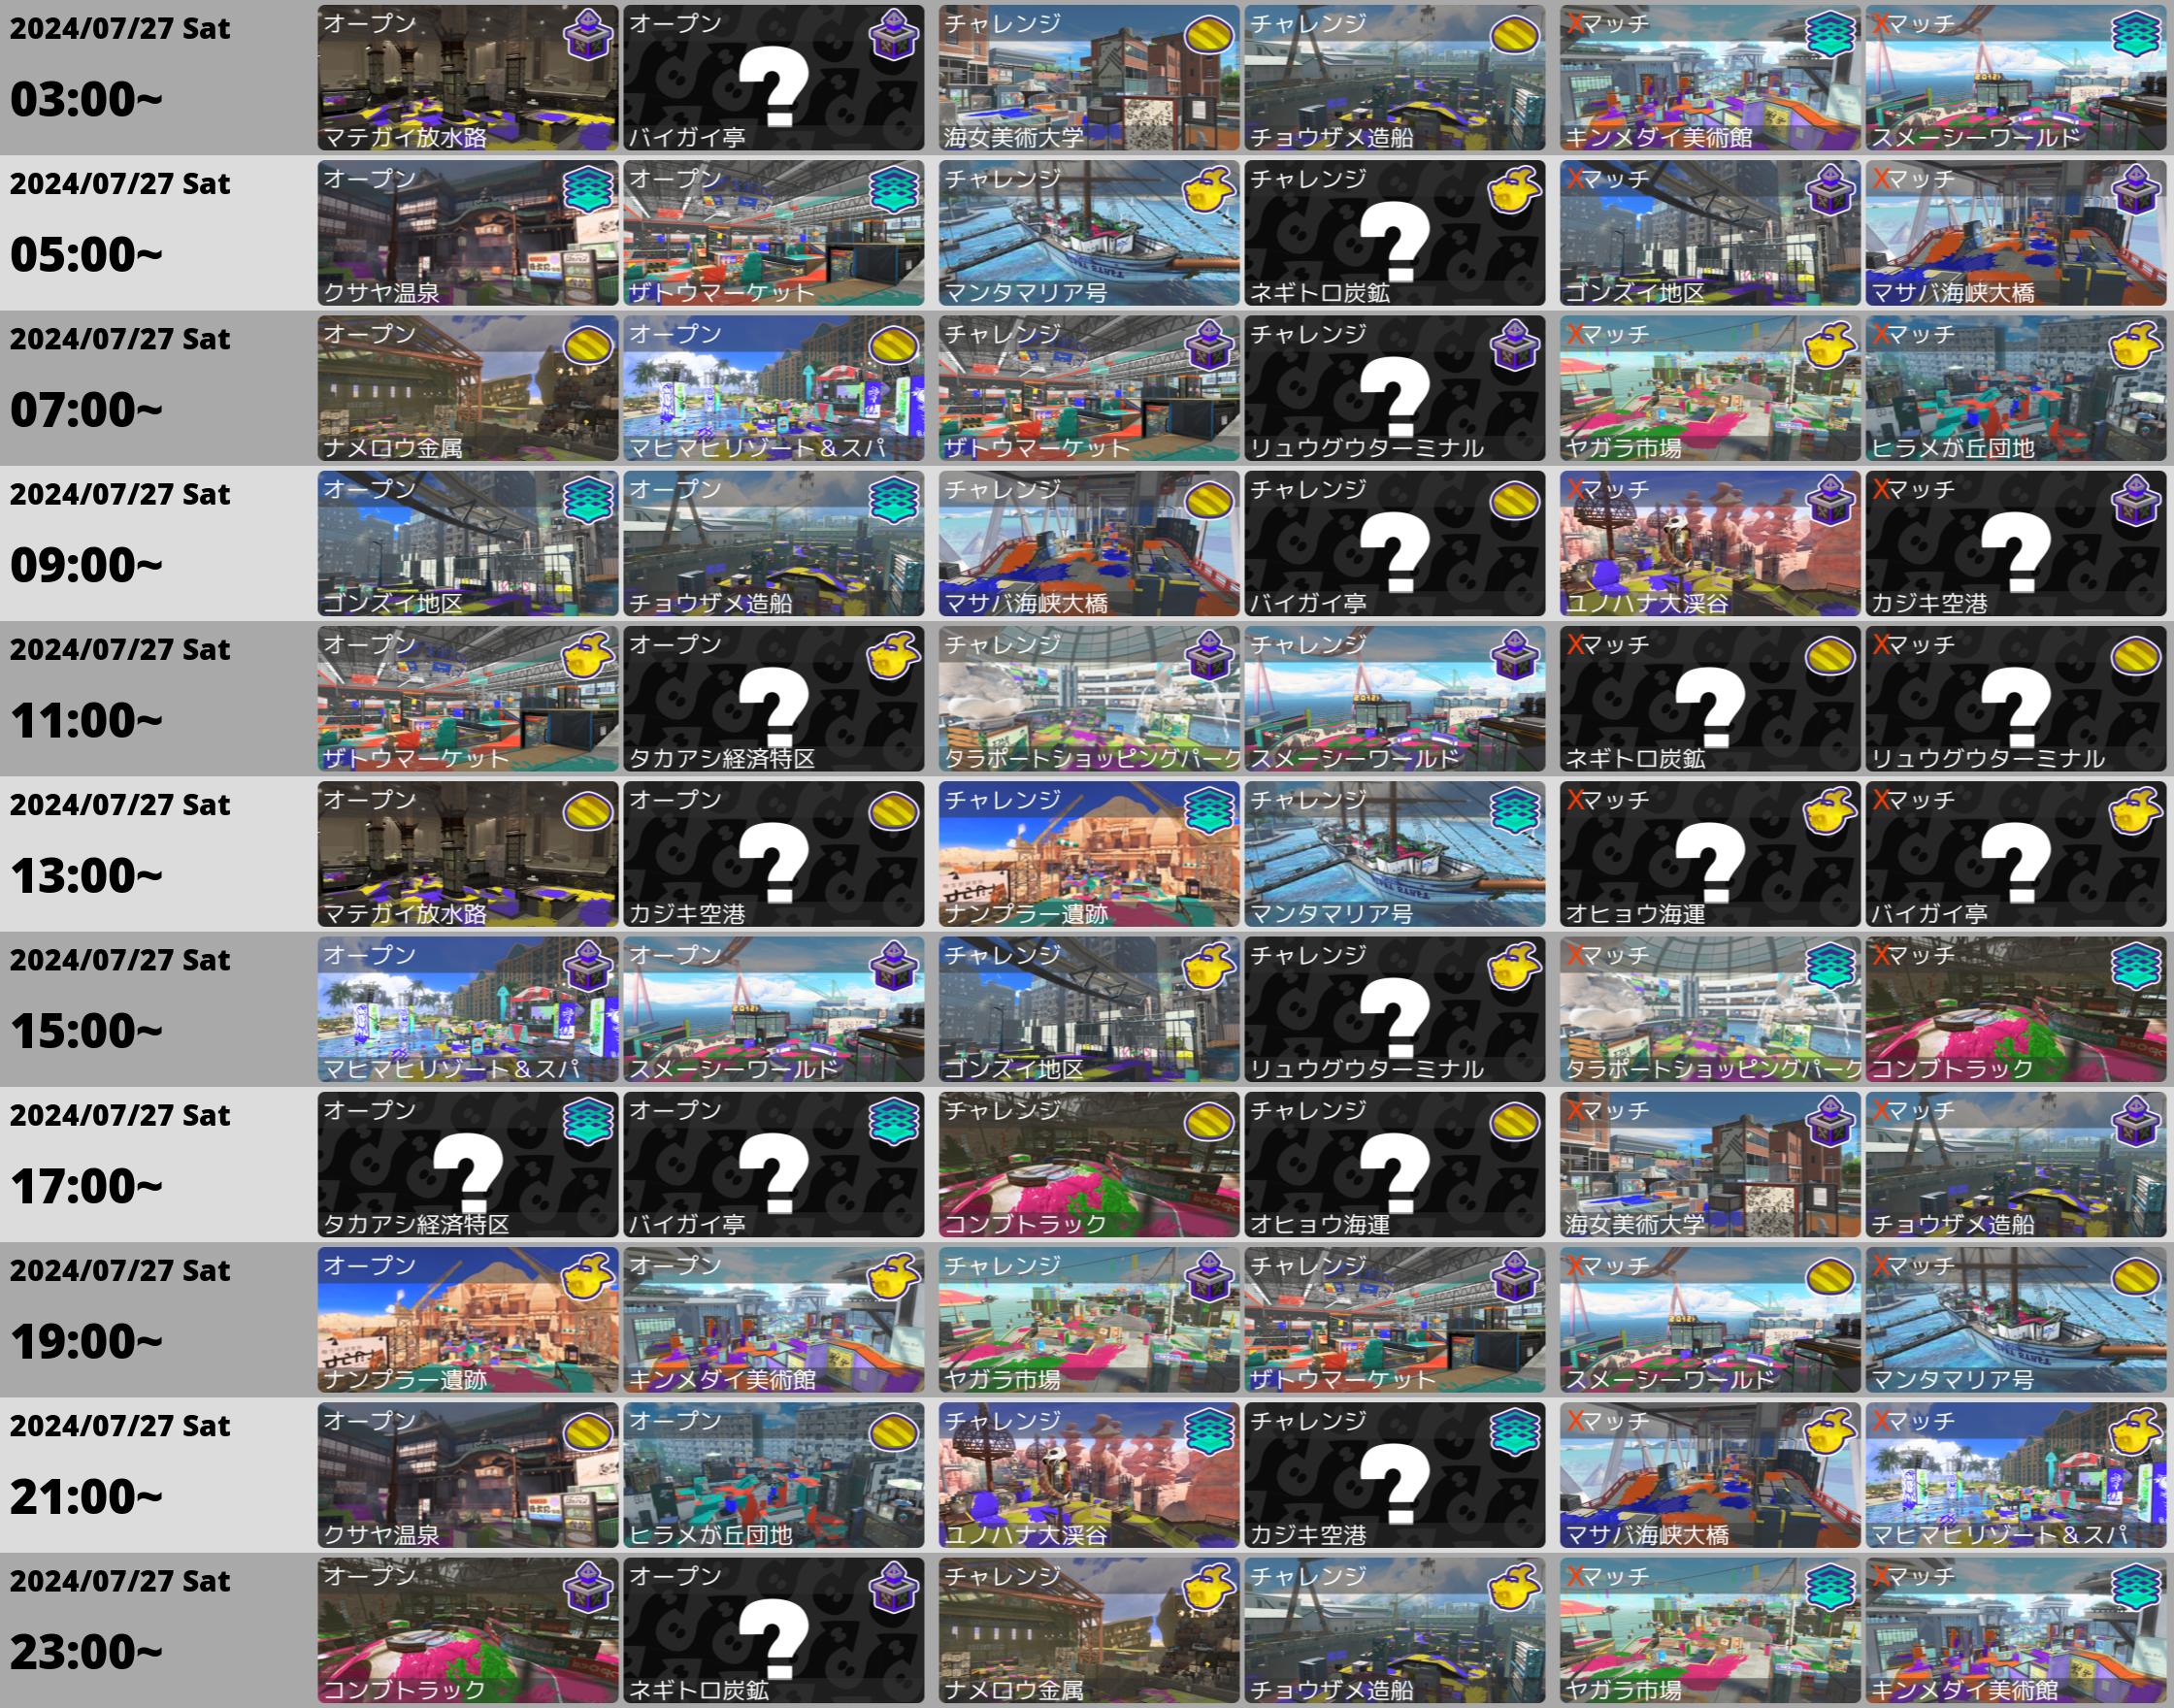 2024/07/27 Sat
03:00~
オープン
マテガイ放水路
オープン
バイガイ亭
チャレンジ
海女美術大学
チャレンジ
チョウザメ造船
Xマッチ
キンメダイ美術館
Xマッチ
スメーシーワールド
2024/07/27 Sat
05:00~
オープン
クサヤ温泉
オープン
ザトウマーケット
チャレンジ
マンタマリア号
チャレンジ
ネギトロ炭鉱
Xマッチ
ゴンズイ地区
Xマッチ
マサバ海峡大橋
2024/07/27 Sat
07:00~
オープン
ナメロウ金属
オープン
マヒマヒリゾート＆スパ
チャレンジ
ザトウマーケット
チャレンジ
リュウグウターミナル
Xマッチ
ヤガラ市場
Xマッチ
ヒラメが丘団地
2024/07/27 Sat
09:00~
オープン
ゴンズイ地区
オープン
チョウザメ造船
チャレンジ
マサバ海峡大橋
チャレンジ
バイガイ亭
Xマッチ
ユノハナ大渓谷
Xマッチ
カジキ空港
2024/07/27 Sat
11:00~
オープン
ザトウマーケット
オープン
タカアシ経済特区
チャレンジ
タラポートショッピングパーク
チャレンジ
スメーシーワールド
Xマッチ
ネギトロ炭鉱
Xマッチ
リュウグウターミナル
2024/07/27 Sat
13:00~
オープン
マテガイ放水路
オープン
カジキ空港
チャレンジ
ナンプラー遺跡
チャレンジ
マンタマリア号
Xマッチ
オヒョウ海運
Xマッチ
バイガイ亭
2024/07/27 Sat
15:00~
オープン
マヒマヒリゾート＆スパ
オープン
スメーシーワールド
チャレンジ
ゴンズイ地区
チャレンジ
リュウグウターミナル
Xマッチ
タラポートショッピングパーク
Xマッチ
コンブトラック
2024/07/27 Sat
17:00~
オープン
タカアシ経済特区
オープン
バイガイ亭
チャレンジ
コンブトラック
チャレンジ
オヒョウ海運
Xマッチ
海女美術大学
Xマッチ
チョウザメ造船
2024/07/27 Sat
19:00~
オープン
ナンプラー遺跡
オープン
キンメダイ美術館
チャレンジ
ヤガラ市場
チャレンジ
ザトウマーケット
Xマッチ
スメーシーワールド
Xマッチ
マンタマリア号
2024/07/27 Sat
21:00~
オープン
クサヤ温泉
オープン
ヒラメが丘団地
チャレンジ
ユノハナ大渓谷
チャレンジ
カジキ空港
Xマッチ
マサバ海峡大橋
Xマッチ
マヒマヒリゾート＆スパ
2024/07/27 Sat
23:00~
オープン
コンブトラック
オープン
ネギトロ炭鉱
チャレンジ
ナメロウ金属
チャレンジ
チョウザメ造船
Xマッチ
ヤガラ市場
Xマッチ
キンメダイ美術館